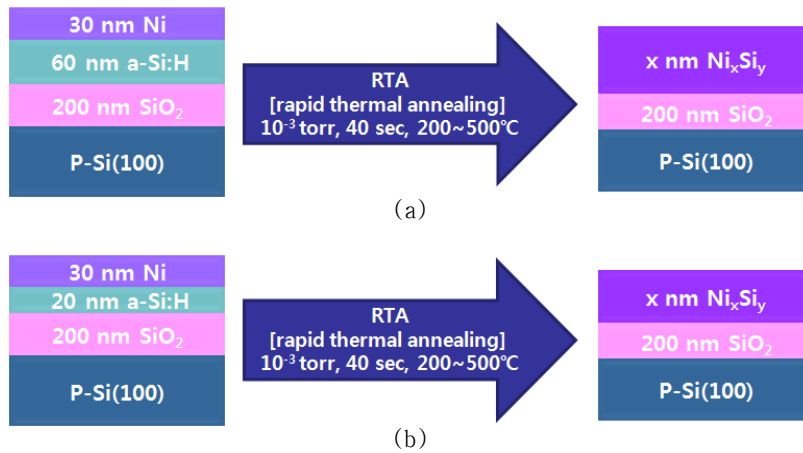 30 nm Ni
60 nm a-Si:H
200 nm SiO₂
P-Si(100)
RTA
[rapid thermal annealing]
10⁻³ torr, 40 sec, 200~500℃
x nm NiₓSiᵧ
200 nm SiO₂
P-Si(100)
(a)
30 nm Ni
20 nm a-Si:H
200 nm SiO₂
P-Si(100)
RTA
[rapid thermal annealing]
10⁻³ torr, 40 sec, 200~500℃
x nm NiₓSiᵧ
200 nm SiO₂
P-Si(100)
(b)